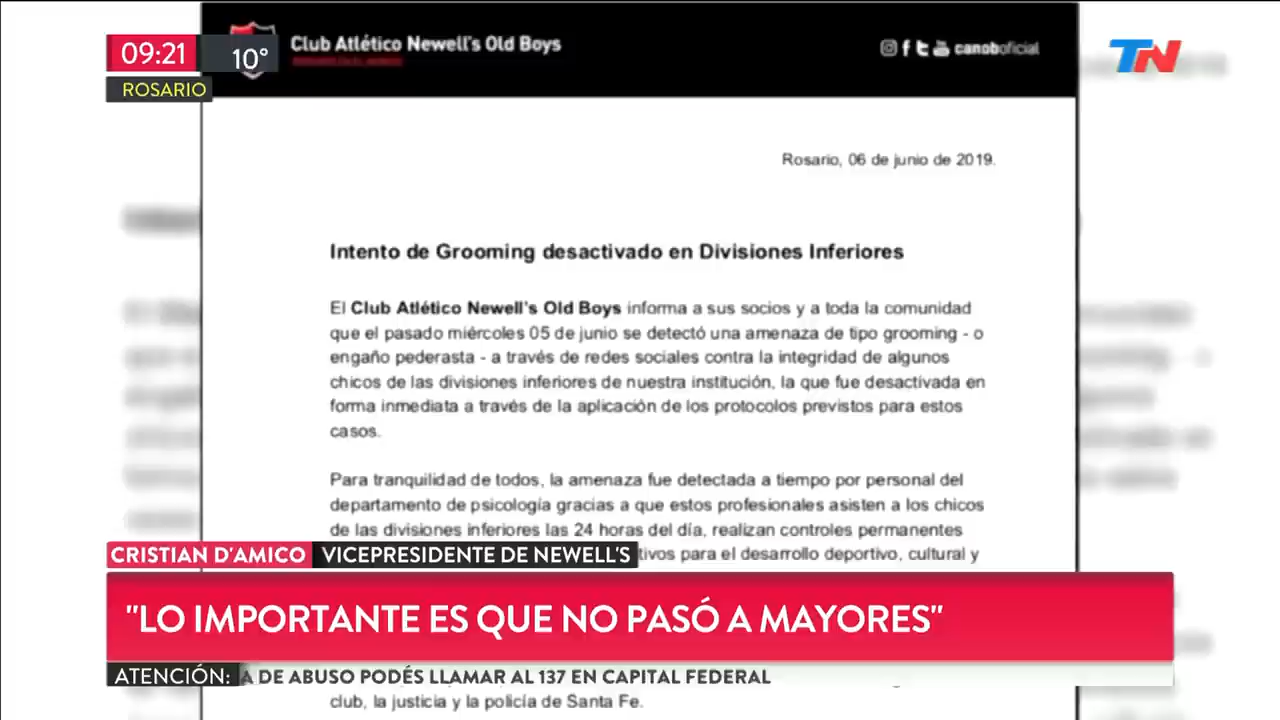 Club Atlético Newell's Old Boys
canoboficial
09:21
10°
TN
ROSARIO
Rosario, 06 de junio de 2019.
Intento de Grooming desactivado en Divisiones Inferiores
El Club Atlético Newell's Old Boys informa a sus socios y a toda la comunidad
que el pasado miércoles 05 de junio se detectó una amenaza de tipo grooming - o
engaño pederasta - a través de redes sociales contra la integridad de algunos
chicos de las divisiones inferiores de nuestra institución, la que fue desactivada en
forma inmediata a través de la aplicación de los protocolos previstos para estos
casos.
Para tranquilidad de todos, la amenaza fue detectada a tiempo por personal del
departamento de psicología gracias a que estos profesionales asisten a los chicos
de las divisiones inferiores las 24 horas del día, realizan controles permanentes
tivos para el desarrollo deportivo, cultural y
CRISTIAN D'AMICO VICEPRESIDENTE DE NEWELL'S
"LO IMPORTANTE ES QUE NO PASÓ A MAYORES"
ATENCIÓN: A DE ABUSO PODÉS LLAMAR AL 137 EN CAPITAL FEDERAL
club, la justicia y la policía de Santa Fe.